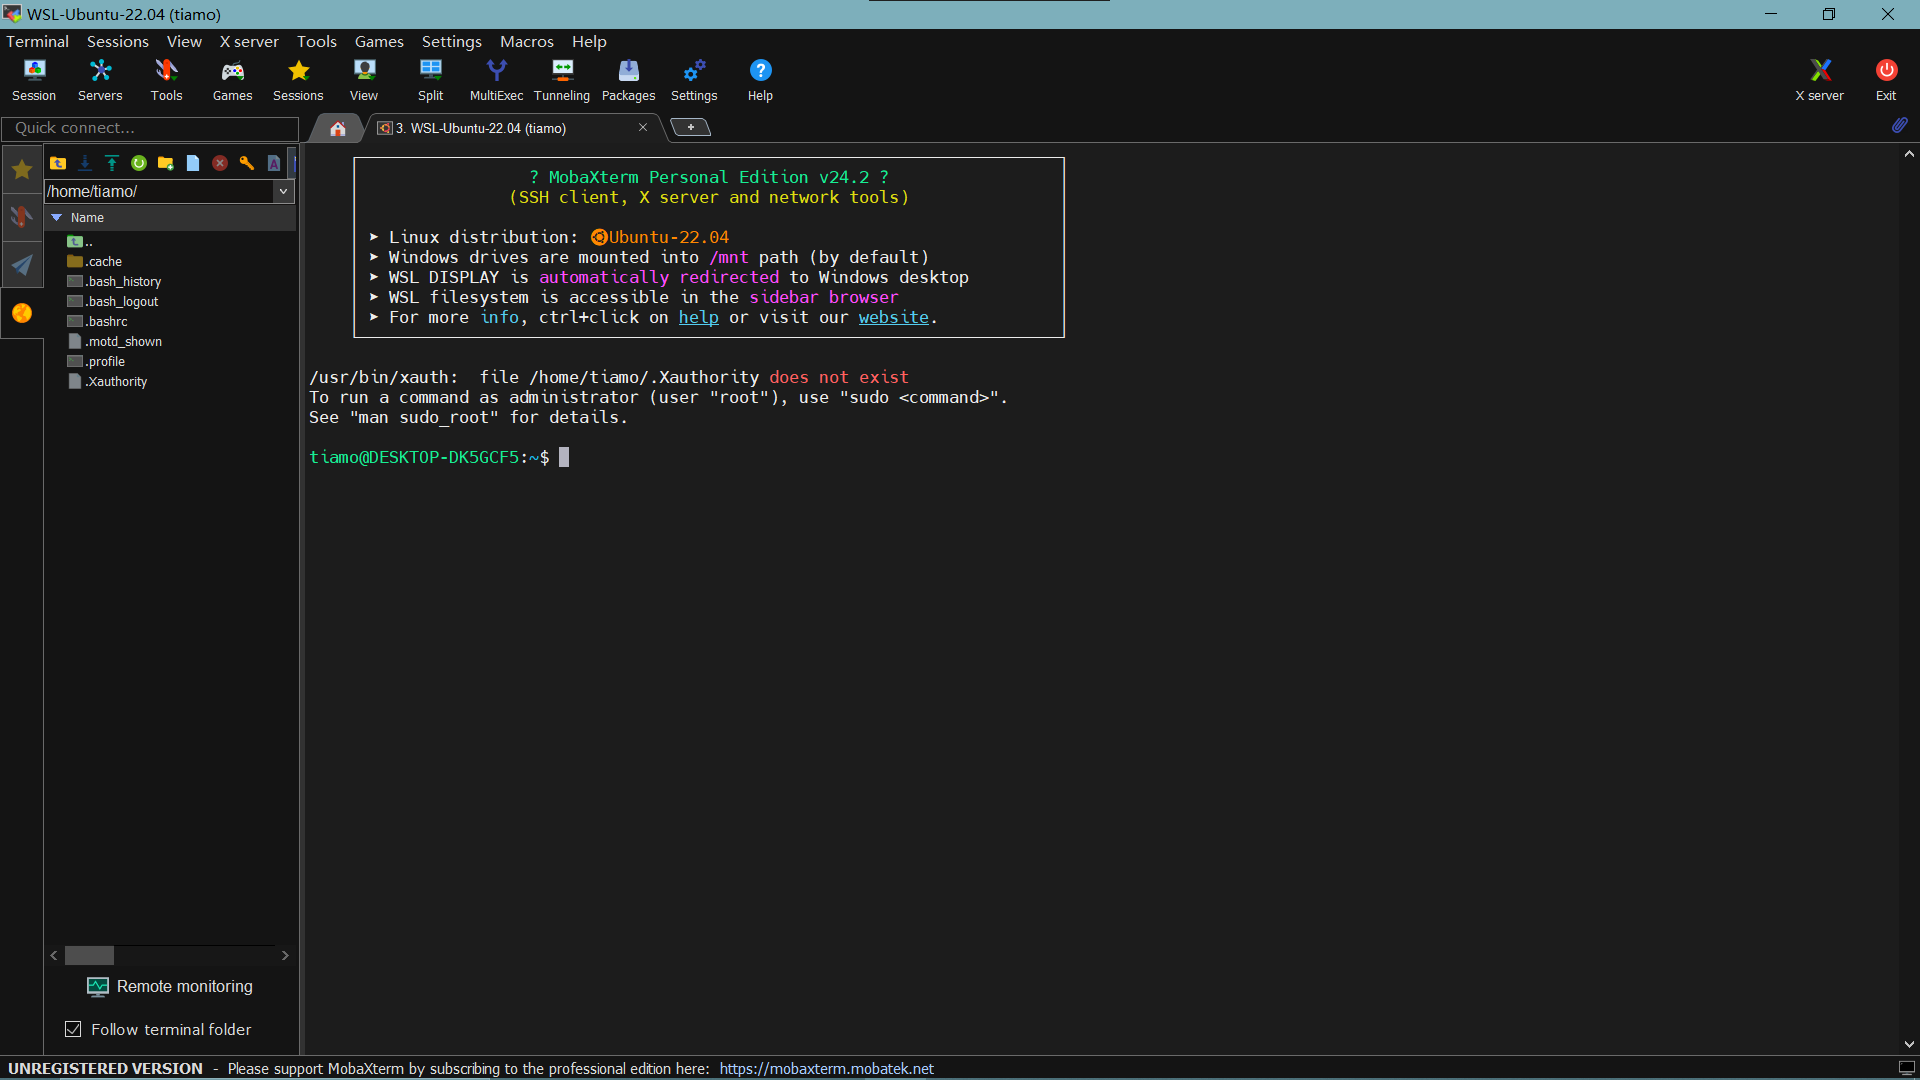 WSL-Ubuntu-22.04 (tiamo)
Terminal Sessions View X server Tools Games Settings Macros Help
Session Servers Tools Games Sessions View Split MultiExec Tunneling Packages Settings Help X server Exit
Quick connect...
3. WSL-Ubuntu-22.04 (tiamo)
/home/tiamo/
Name
..
.cache
.bash_history
.bash_logout
.bashrc
.motd_shown
.profile
.Xauthority
Remote monitoring
Follow terminal folder
? MobaXterm Personal Edition v24.2 ?
(SSH client, X server and network tools)
➤ Linux distribution: Ubuntu-22.04
➤ Windows drives are mounted into /mnt path (by default)
➤ WSL DISPLAY is automatically redirected to Windows desktop
➤ WSL filesystem is accessible in the sidebar browser
➤ For more info, ctrl+click on help or visit our website.
/usr/bin/xauth:  file /home/tiamo/.Xauthority does not exist
To run a command as administrator (user "root"), use "sudo <command>".
See "man sudo_root" for details.
tiamo@DESKTOP-DK5GCF5:~$
UNREGISTERED VERSION - Please support MobaXterm by subscribing to the professional edition here: https://mobaxterm.mobatek.net